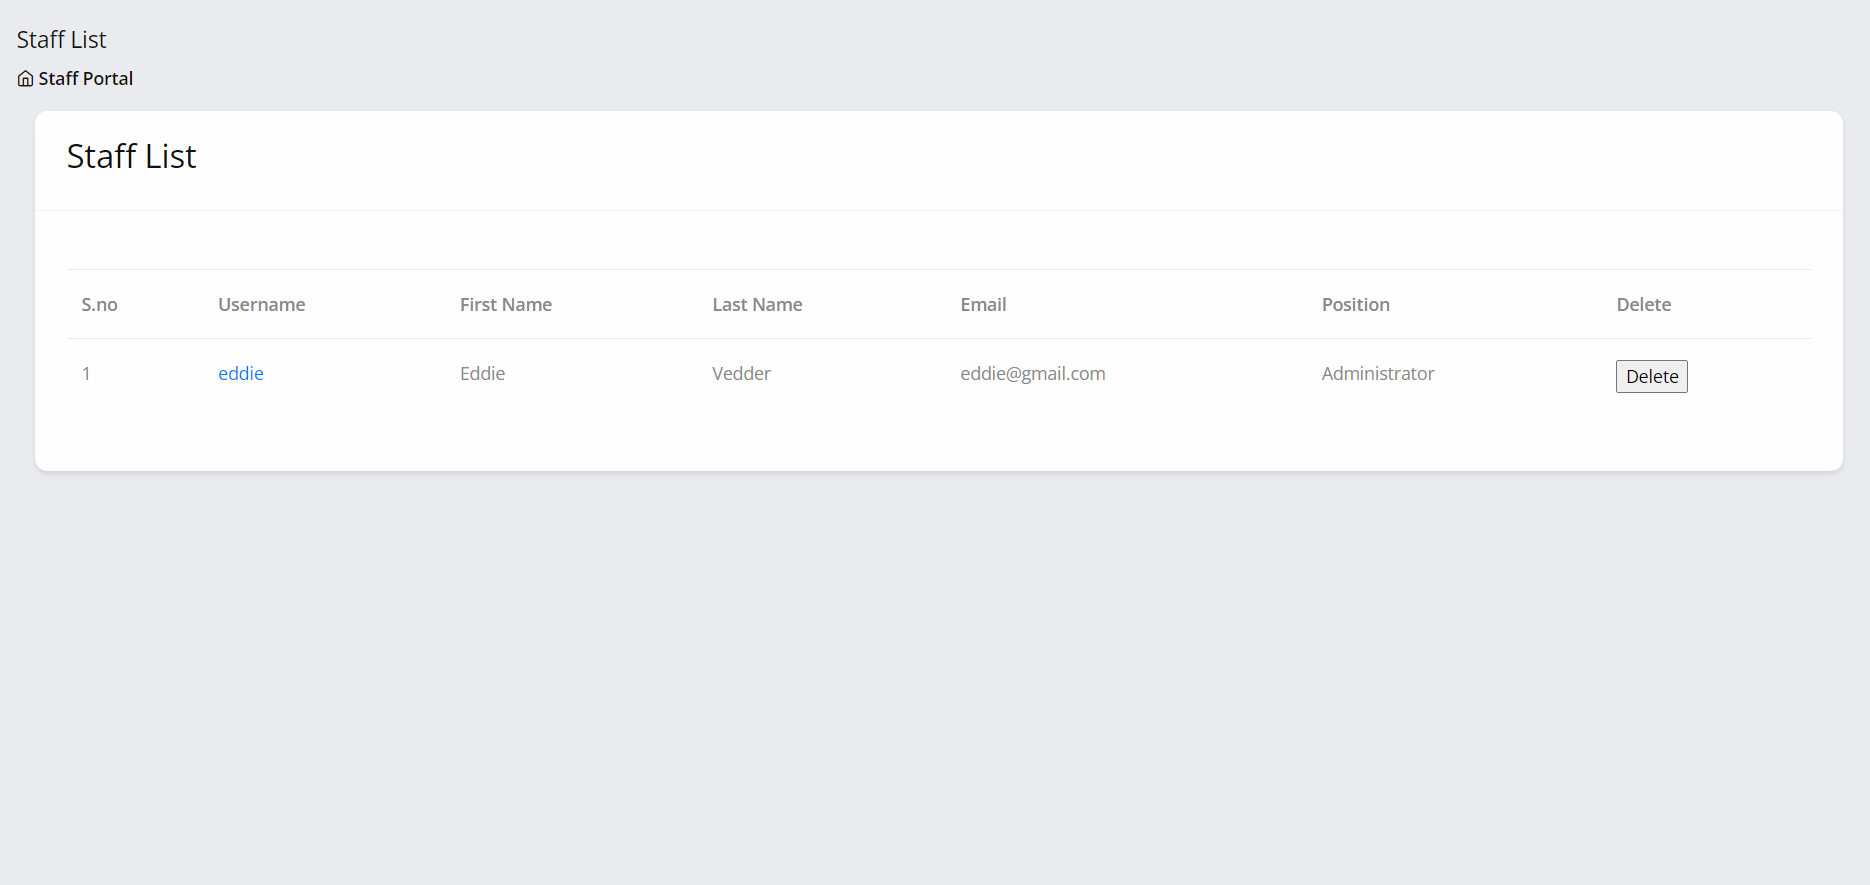 Staff List
Staff Portal
Staff List
S.no Username First Name Last Name Email Position Delete
1 eddie Eddie Vedder eddie@gmail.com Administrator Delete